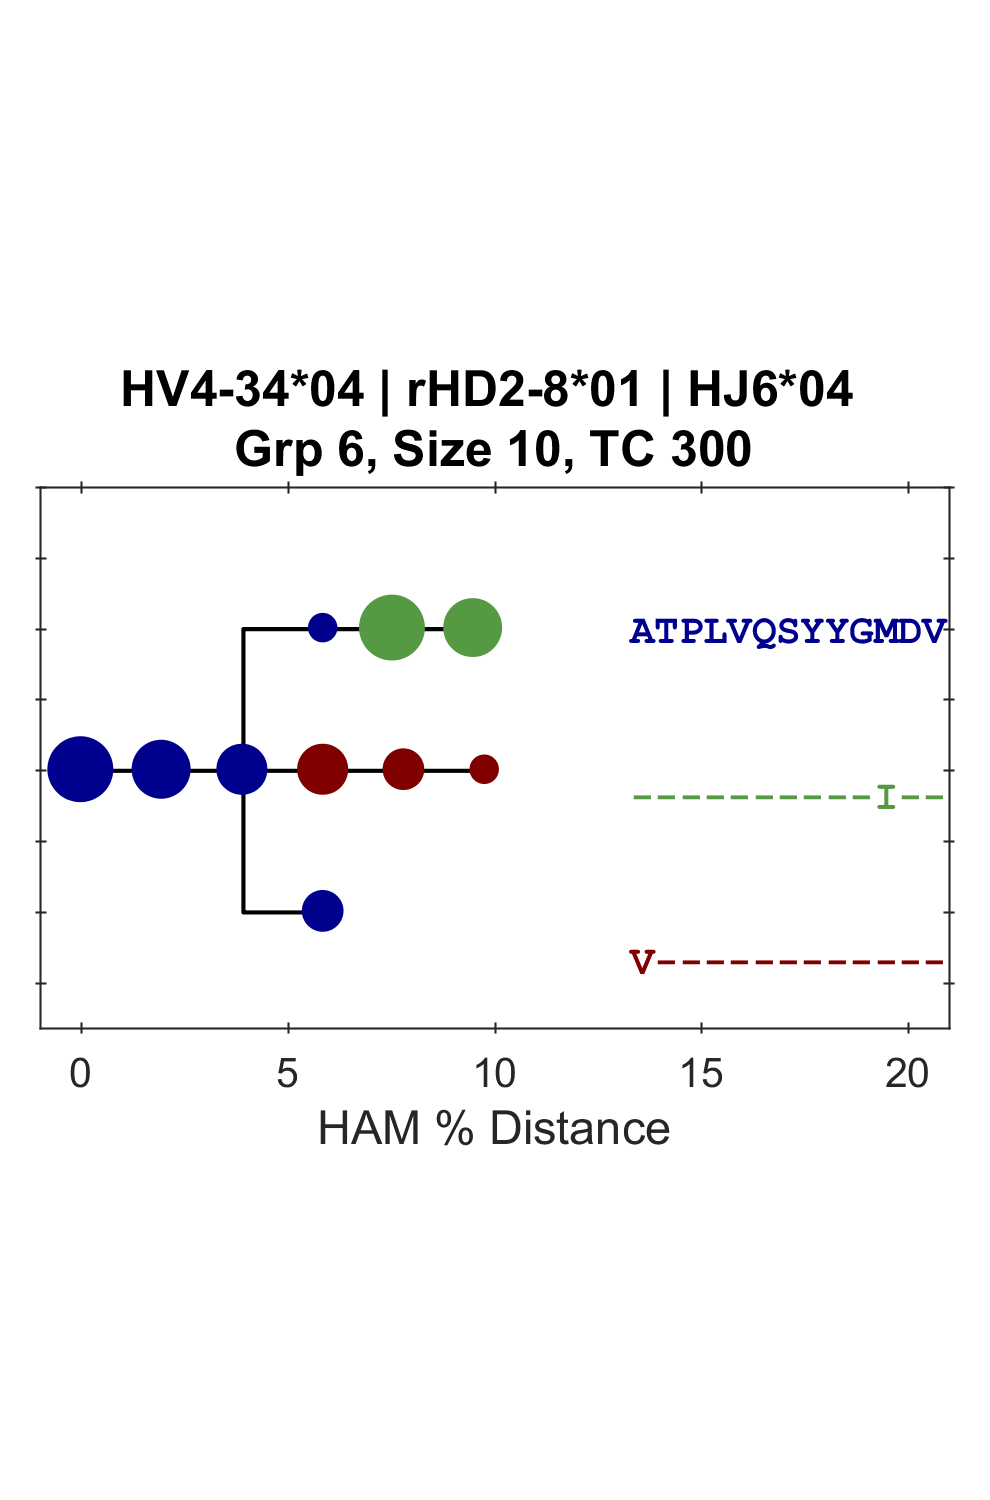 HV4-34*04 | rHD2-8*01 | HJ6*04
Grp 6, Size 10, TC 300
ATPLVQSYYGMDV
----------I--
V------------
0 5 10 15 20
HAM % Distance